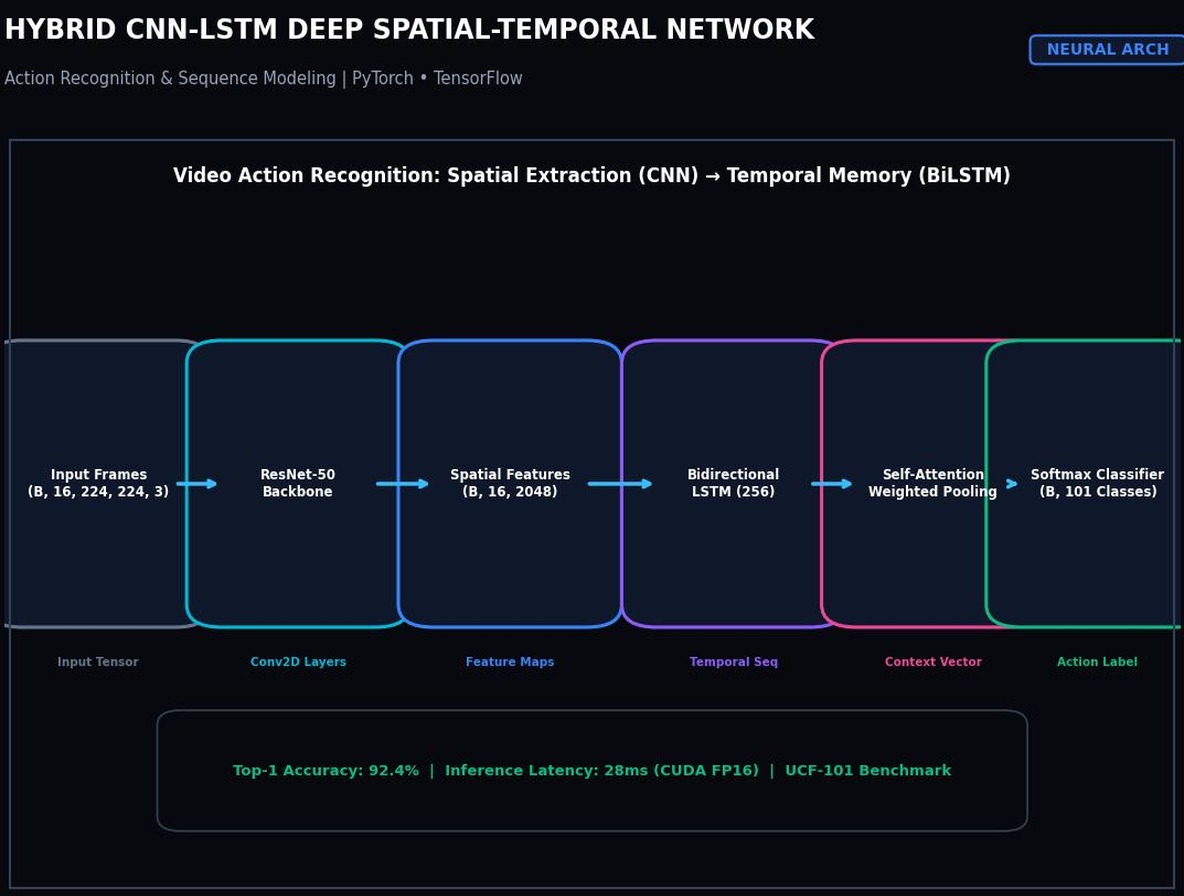 HYBRID CNN-LSTM DEEP SPATIAL-TEMPORAL NETWORK
NEURAL ARCH
Action Recognition & Sequence Modeling | PyTorch • TensorFlow
Video Action Recognition: Spatial Extraction (CNN) → Temporal Memory (BiLSTM)
Input Frames
(B, 16, 224, 224, 3)
ResNet-50
Backbone
Spatial Features
(B, 16, 2048)
Bidirectional
LSTM (256)
Self-Attention
Weighted Pooling
Softmax Classifier
(B, 101 Classes)
Input Tensor
Conv2D Layers
Feature Maps
Temporal Seq
Context Vector
Action Label
Top-1 Accuracy: 92.4% | Inference Latency: 28ms (CUDA FP16) | UCF-101 Benchmark